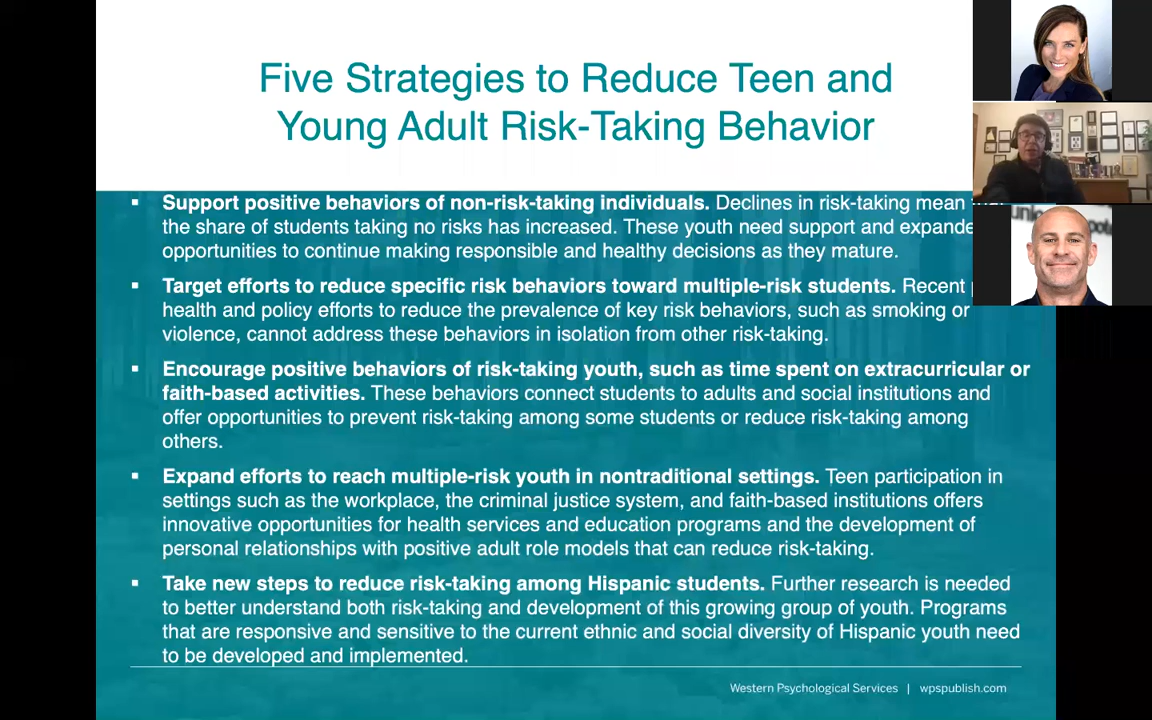 Five Strategies to Reduce Teen and
Young Adult Risk-Taking Behavior
▪ Support positive behaviors of non-risk-taking individuals. Declines in risk-taking mean
the share of students taking no risks has increased. These youth need support and expande
opportunities to continue making responsible and healthy decisions as they mature.
▪ Target efforts to reduce specific risk behaviors toward multiple-risk students. Recent
health and policy efforts to reduce the prevalence of key risk behaviors, such as smoking or
violence, cannot address these behaviors in isolation from other risk-taking.
▪ Encourage positive behaviors of risk-taking youth, such as time spent on extracurricular or
faith-based activities. These behaviors connect students to adults and social institutions and
offer opportunities to prevent risk-taking among some students or reduce risk-taking among
others.
▪ Expand efforts to reach multiple-risk youth in nontraditional settings. Teen participation in
settings such as the workplace, the criminal justice system, and faith-based institutions offers
innovative opportunities for health services and education programs and the development of
personal relationships with positive adult role models that can reduce risk-taking.
▪ Take new steps to reduce risk-taking among Hispanic students. Further research is needed
to better understand both risk-taking and development of this growing group of youth. Programs
that are responsive and sensitive to the current ethnic and social diversity of Hispanic youth need
to be developed and implemented.
Western Psychological Services | wpspublish.com